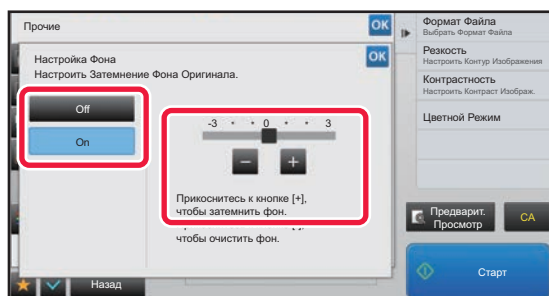 Прочие
OK
Настройка Фона
OK
Настроить Затемнение Фона Оригинала.
Off
On
-3 • • 0 • • 3
− +
Прикоснитесь к кнопке [+],
чтобы затемнить фон.
чтобы очистить фон.
Назад
Формат Файла
Выбрать Формат Файла
Резкость
Настроить Контур Изображения
Контрастность
Настроить Контраст Изображ.
Цветной Режим
Предварит.
Просмотр
CA
Старт